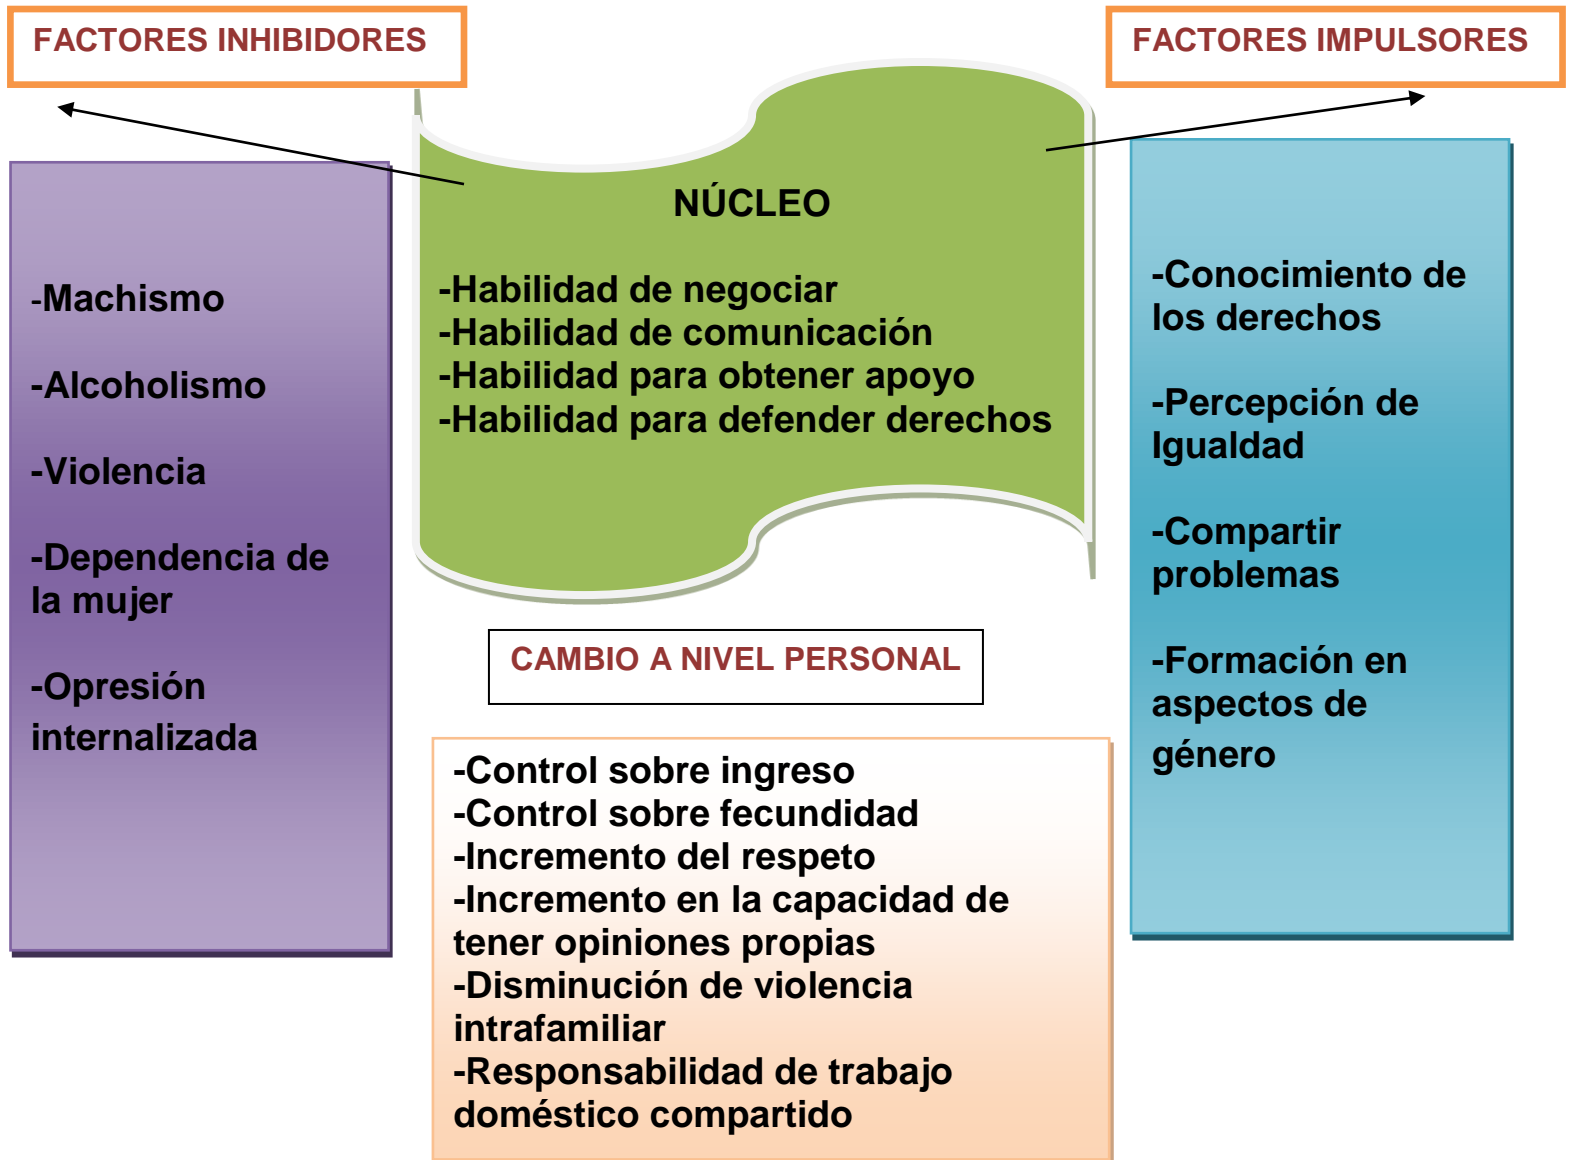 FACTORES INHIBIDORES
FACTORES IMPULSORES
-Machismo
-Alcoholismo
-Violencia
-Dependencia de
la mujer
-Opresión
internalizada
NÚCLEO
-Habilidad de negociar
-Habilidad de comunicación
-Habilidad para obtener apoyo
-Habilidad para defender derechos
-Conocimiento de
los derechos
-Percepción de
Igualdad
-Compartir
problemas
-Formación en
aspectos de
género
CAMBIO A NIVEL PERSONAL
-Control sobre ingreso
-Control sobre fecundidad
-Incremento del respeto
-Incremento en la capacidad de
tener opiniones propias
-Disminución de violencia
intrafamiliar
-Responsabilidad de trabajo
doméstico compartido